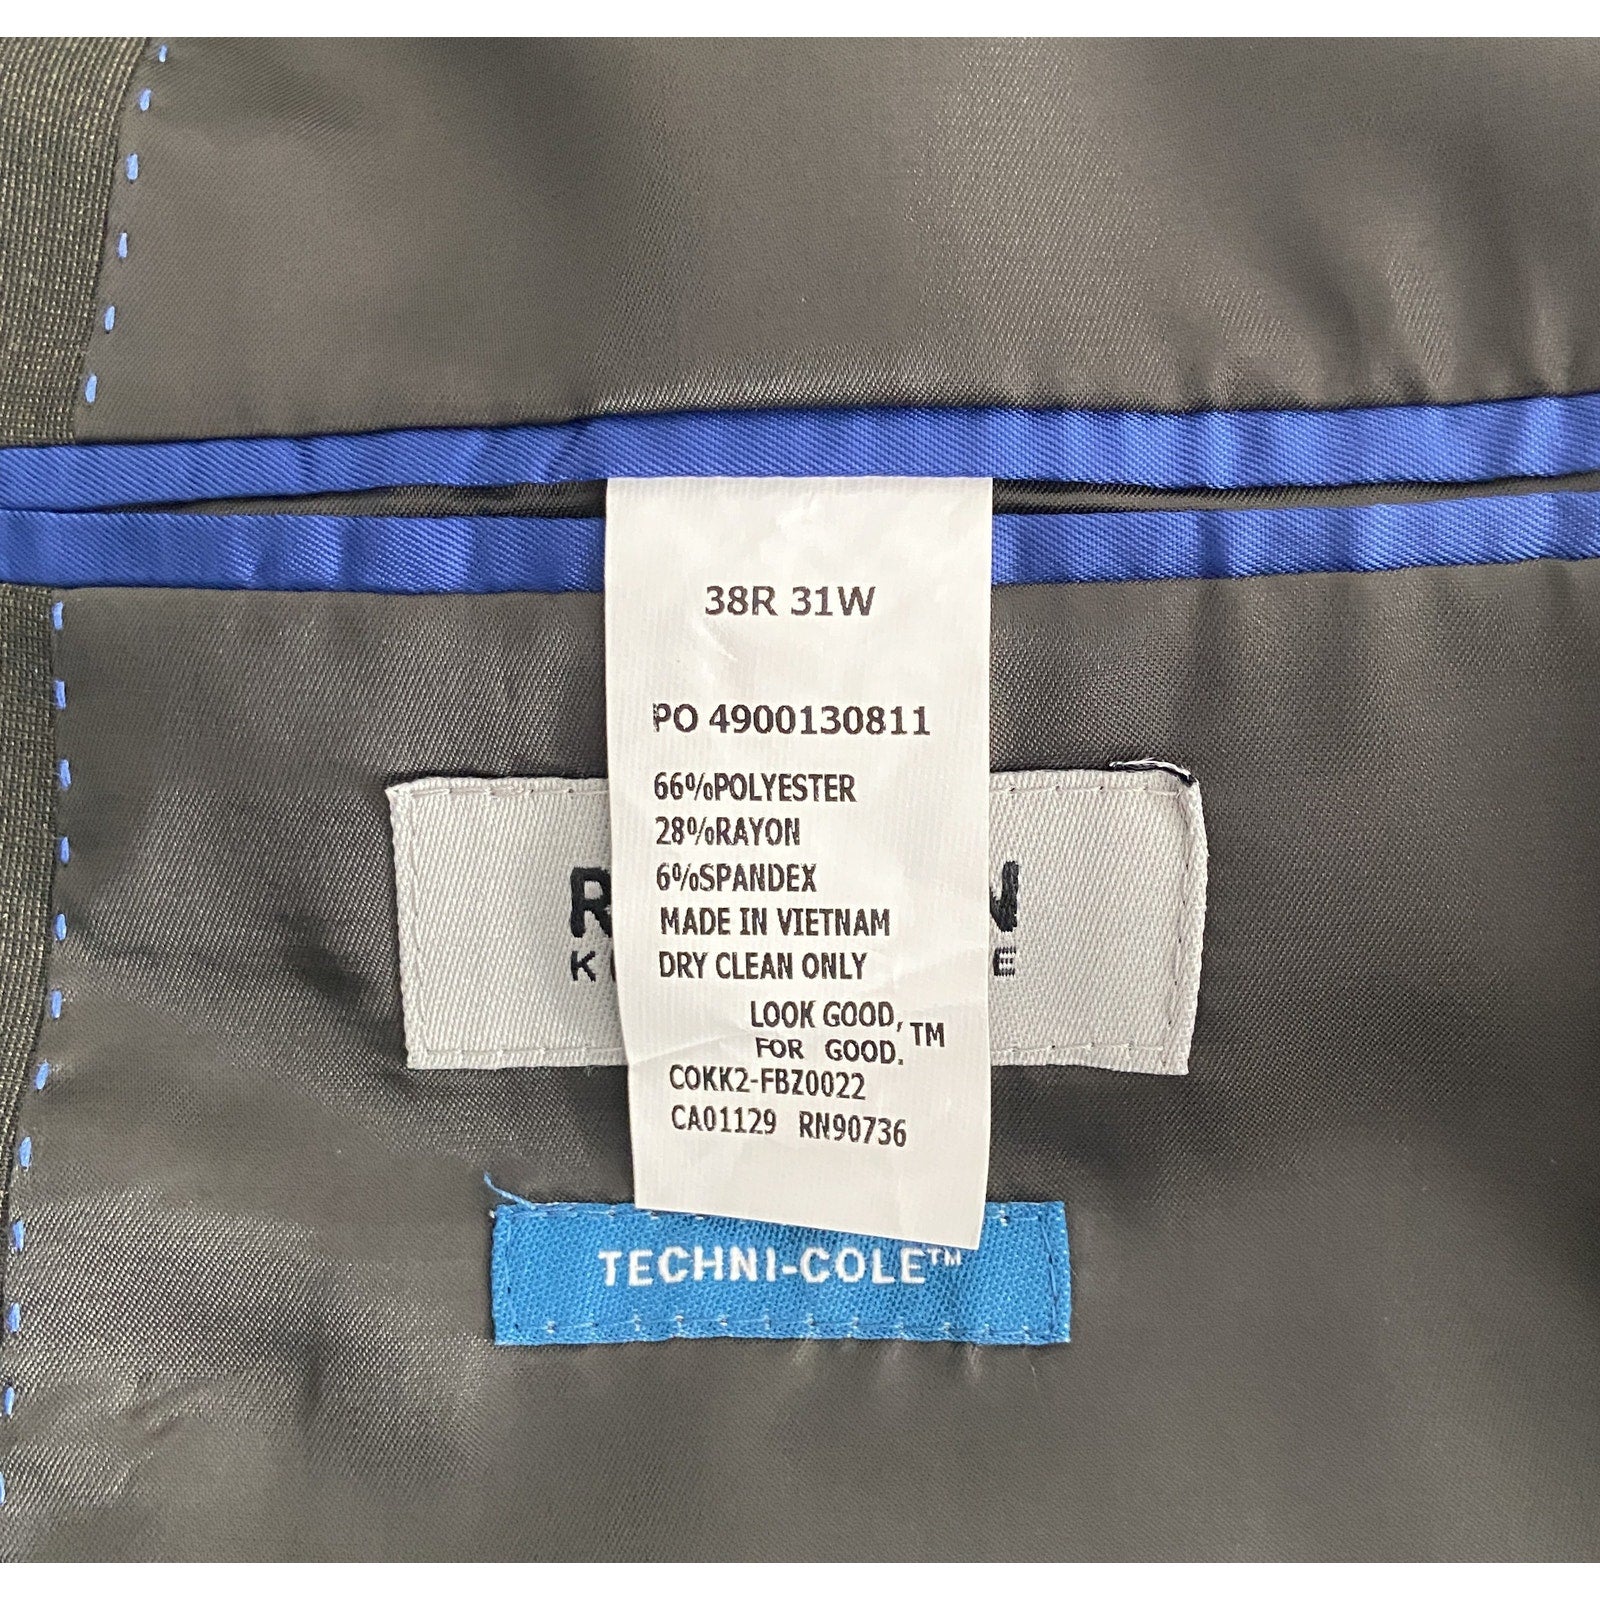 38R 31W
PO 4900130811
66%POLYESTER
28%RAYON
6%SPANDEX
MADE IN VIETNAM
DRY CLEAN ONLY
LOOK GOOD,
FOR GOOD.™
COKK2-FBZ0022
CA01129 RN90736
TECHNI-COLE™